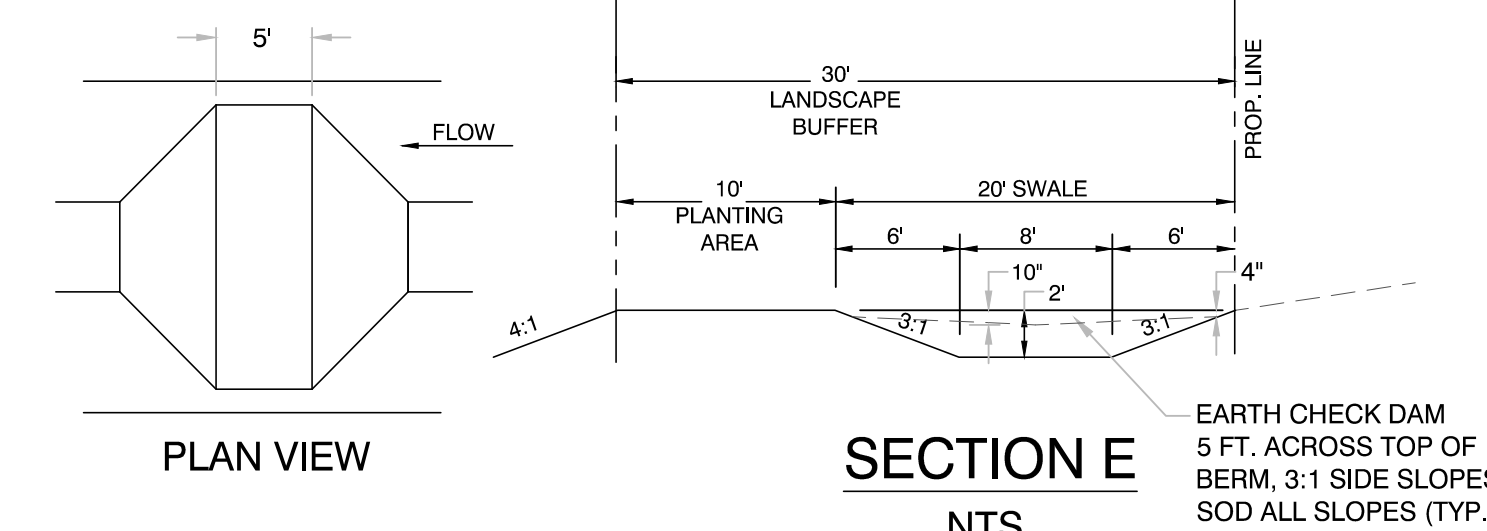 5'
FLOW
PLAN VIEW
30'
LANDSCAPE
BUFFER
PROP. LINE
10'
PLANTING
AREA
20' SWALE
6'
8'
6'
10"
2'
4"
4:1
3:1
3:1
EARTH CHECK DAM
5 FT. ACROSS TOP OF
BERM, 3:1 SIDE SLOPES
SOD ALL SLOPES (TYP.
SECTION E
NTS